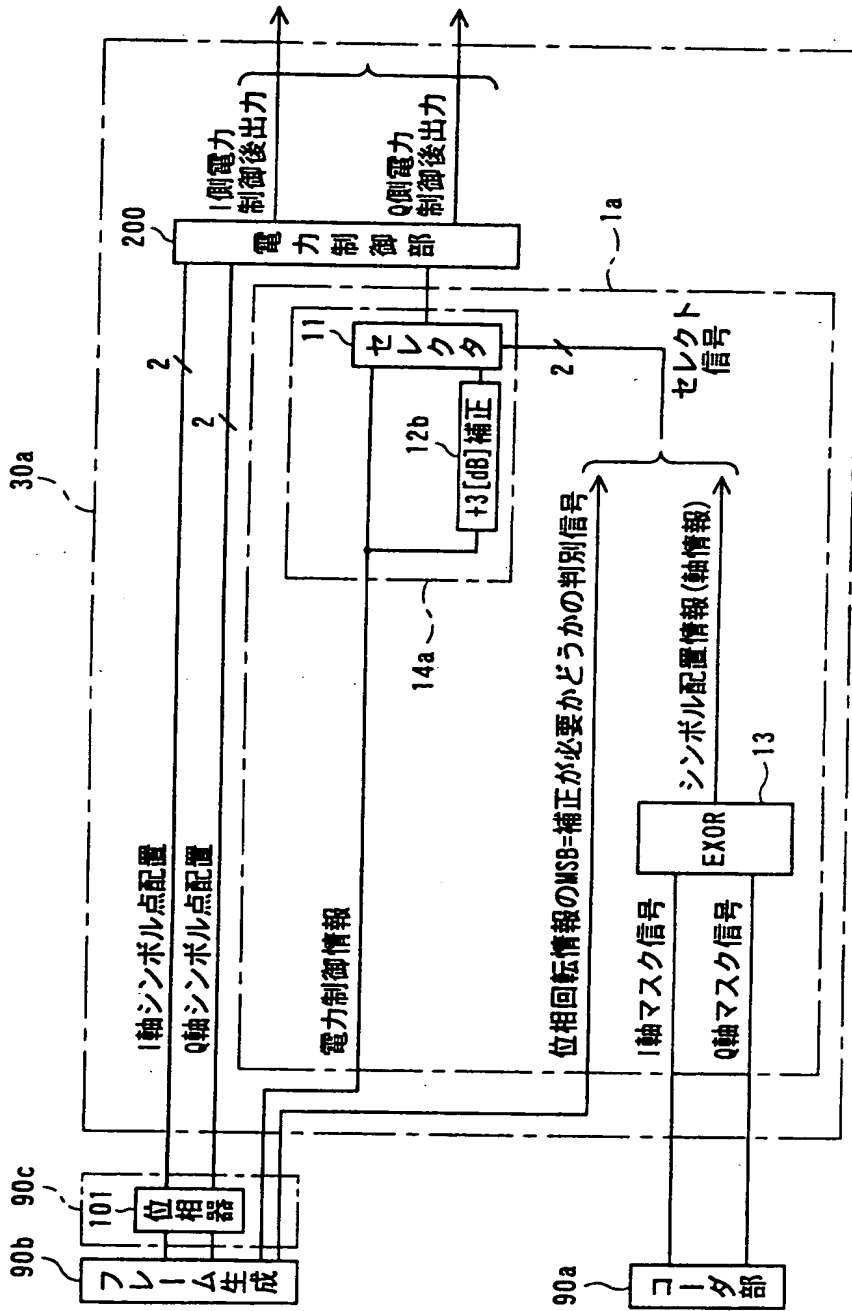 30a
90b
フレーム生成
90c
101
位相器
I軸シンボル点配置
Q軸シンボル点配置
2
2
200
電力制御部
I側電力
制御後出力
Q側電力
制御後出力
電力制御情報
11
セレクタ
12b
+3[dB]補正
14a
1a
2
セレクト
信号
位相回転情報のMSB=補正が必要かどうかの判別信号
シンボル配置情報(軸情報)
13
EXOR
I軸マスク信号
Q軸マスク信号
90a
コーダ部